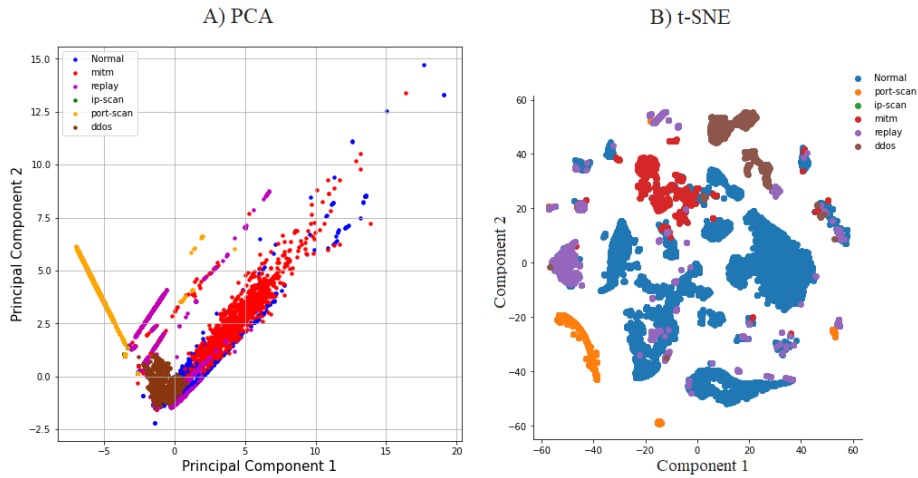 A) PCA
Principal Component 2
15.0
12.5
10.0
7.5
5.0
2.5
0.0
−2.5
Normal
mitm
replay
ip-scan
port-scan
ddos
−5
0
5
10
15
20
Principal Component 1
B) t-SNE
Component 2
60
40
20
0
−20
−40
−60
Normal
port-scan
ip-scan
mitm
replay
ddos
−60
−40
−20
0
20
40
60
Component 1